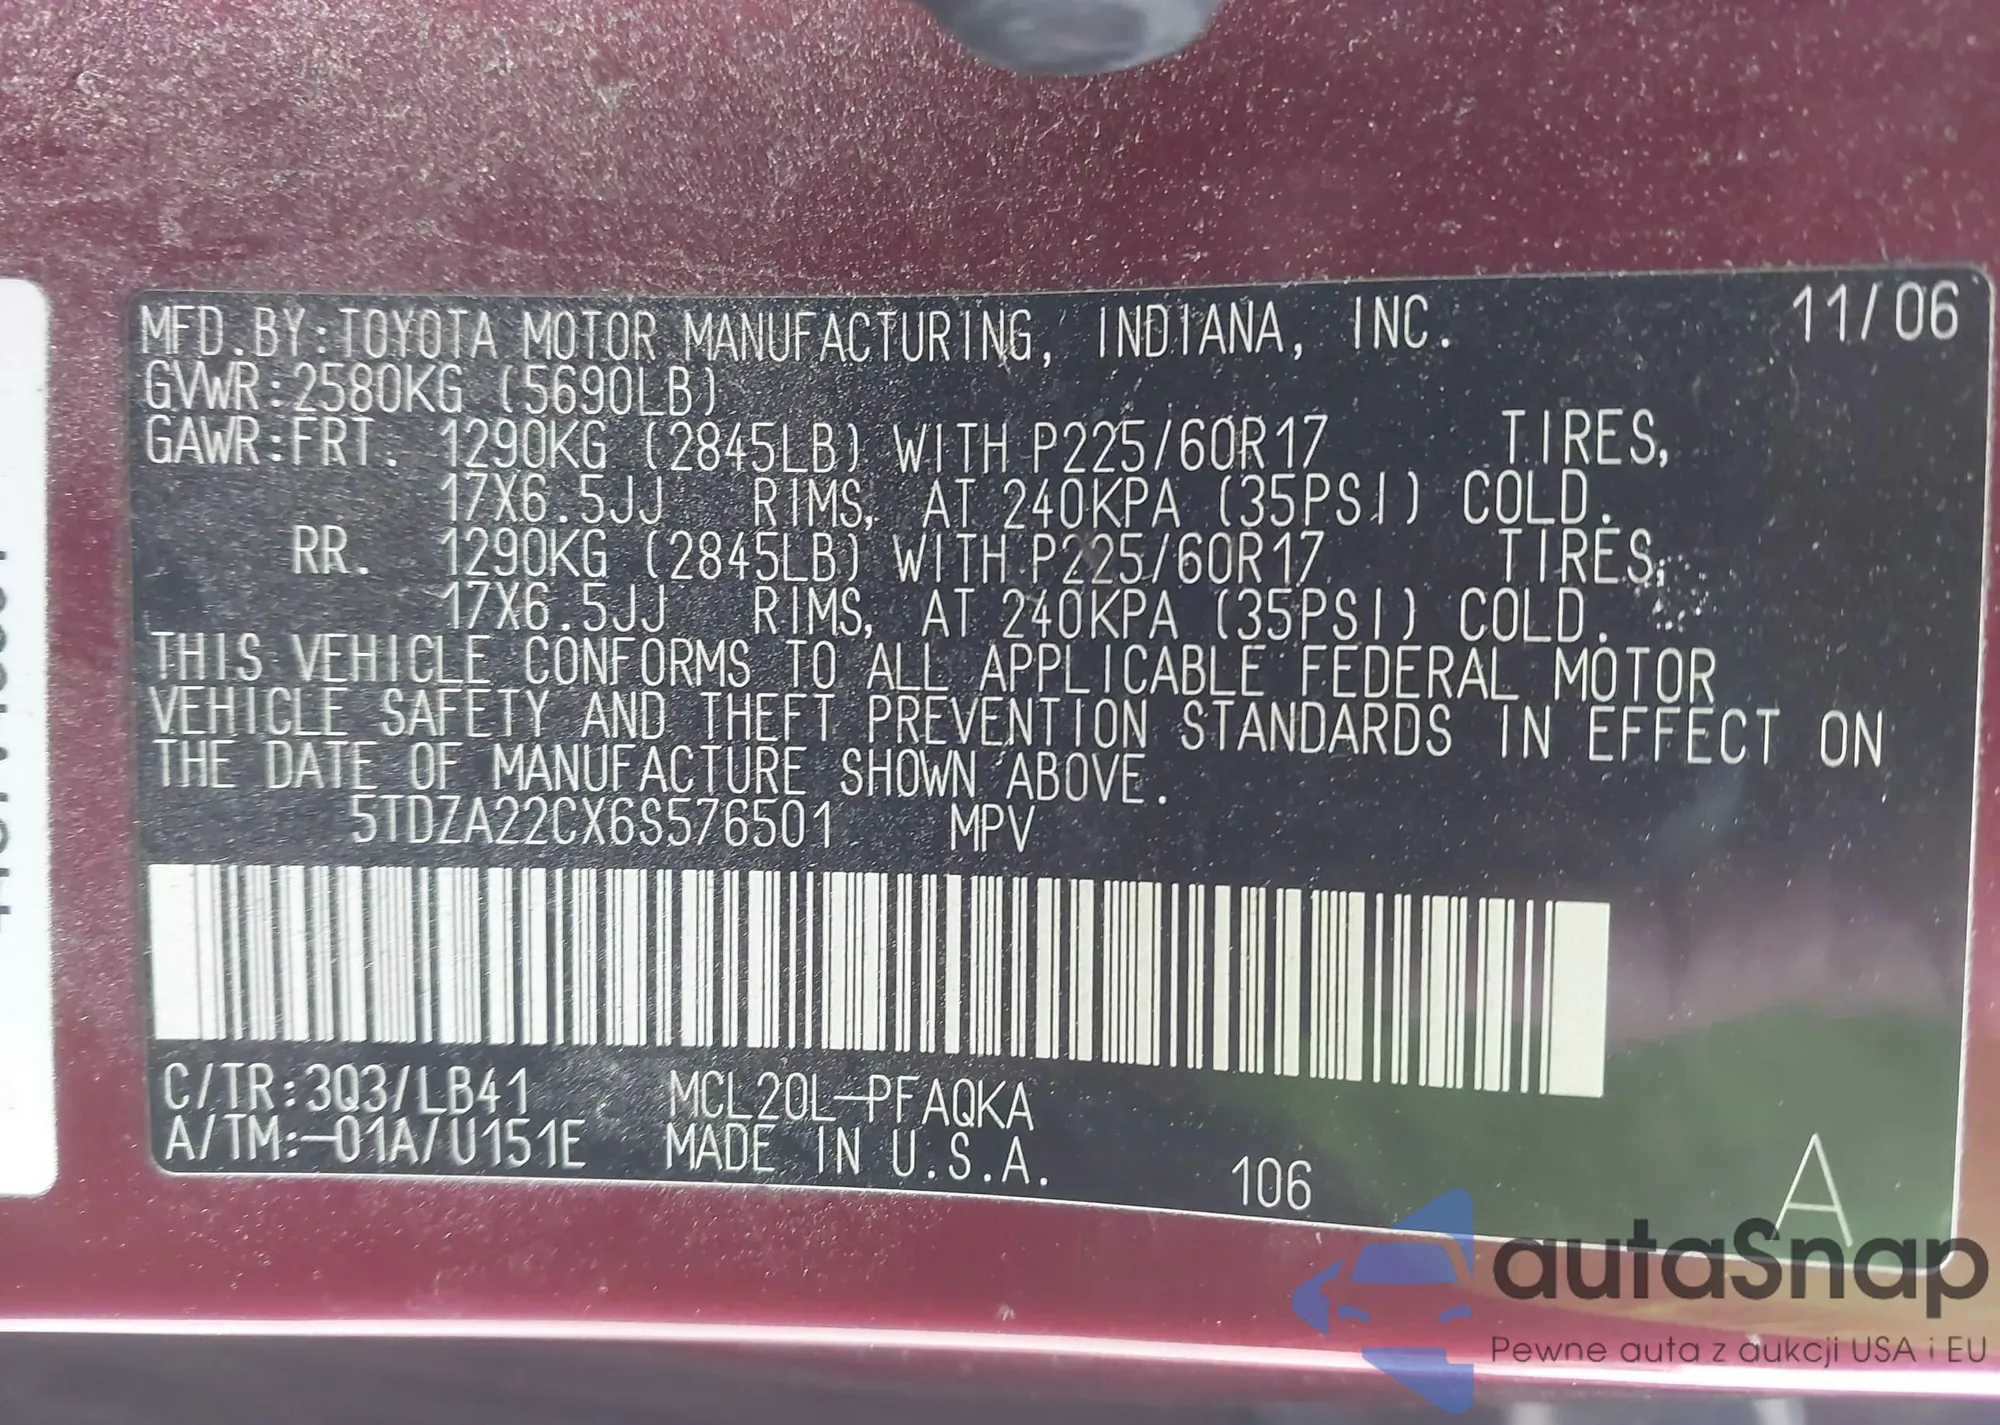 MFD.BY:TOYOTA MOTOR MANUFACTURING, INDIANA, INC. 11/06
GVWR:2580KG (5690LB)
GAWR:FRT. 1290KG (2845LB) WITH P225/60R17 TIRES,
17X6.5JJ RIMS, AT 240KPA (35PSI) COLD.
RR. 1290KG (2845LB) WITH P225/60R17 TIRES,
17X6.5JJ RIMS, AT 240KPA (35PSI) COLD.
THIS VEHICLE CONFORMS TO ALL APPLICABLE FEDERAL MOTOR
VEHICLE SAFETY AND THEFT PREVENTION STANDARDS IN EFFECT ON
THE DATE OF MANUFACTURE SHOWN ABOVE.
5TDZA22CX6S576501 MPV
C/TR:3Q3/LB41 MCL20L-PFAQKA
A/TM:-01A/U151E MADE IN U.S.A. 106 A
autaSnap
Pewne auta z aukcji USA i EU